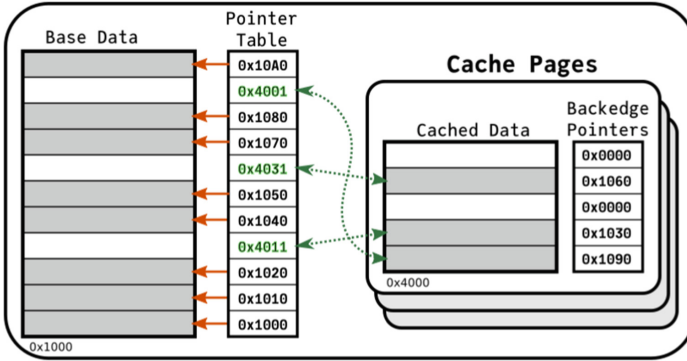 Base Data
Pointer
Table
0x10A0
0x4001
0x1080
0x1070
0x4031
0x1050
0x1040
0x4011
0x1020
0x1010
0x1000
0x1000
Cache Pages
Cached Data
Backedge
Pointers
0x0000
0x1060
0x0000
0x1030
0x1090
0x4000